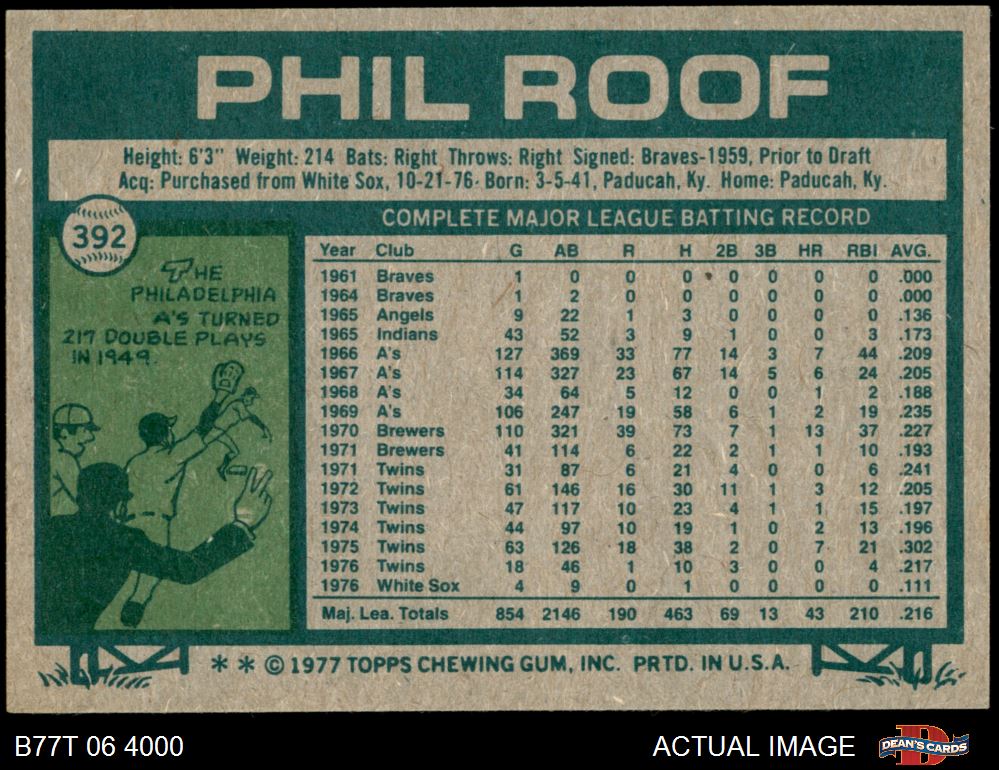 PHIL ROOF
Height: 6'3" Weight: 214 Bats: Right Throws: Right Signed: Braves-1959, Prior to Draft
Acq: Purchased from White Sox, 10-21-76- Born: 3-5-41, Paducah, Ky. Home: Paducah, Ky.
392
THE
PHILADELPHIA
A'S TURNED
217 DOUBLE PLAYS
IN 1949.
COMPLETE MAJOR LEAGUE BATTING RECORD
Year Club G AB R H 2B 3B HR RBI AVG.
1961 Braves 1 0 0 0 0 0 0 0 .000
1964 Braves 1 2 0 0 0 0 0 0 .000
1965 Angels 9 22 1 3 0 0 0 0 .136
1965 Indians 43 52 3 9 1 0 0 3 .173
1966 A's 127 369 33 77 14 3 7 44 .209
1967 A's 114 327 23 67 14 5 6 24 .205
1968 A's 34 64 5 12 0 0 1 2 .188
1969 A's 106 247 19 58 6 1 2 19 .235
1970 Brewers 110 321 39 73 7 1 13 37 .227
1971 Brewers 41 114 6 22 2 1 1 10 .193
1971 Twins 31 87 6 21 4 0 0 6 .241
1972 Twins 61 146 16 30 11 1 3 12 .205
1973 Twins 47 117 10 23 4 1 1 15 .197
1974 Twins 44 97 10 19 1 0 2 13 .196
1975 Twins 63 126 18 38 2 0 7 21 .302
1976 Twins 18 46 1 10 3 0 0 4 .217
1976 White Sox 4 9 0 1 0 0 0 0 .111
Maj. Lea. Totals 854 2146 190 463 69 13 43 210 .216
* * © 1977 TOPPS CHEWING GUM, INC. PRTD. IN U.S.A.
B77T 06 4000
ACTUAL IMAGE
D
DEAN'S CARDS